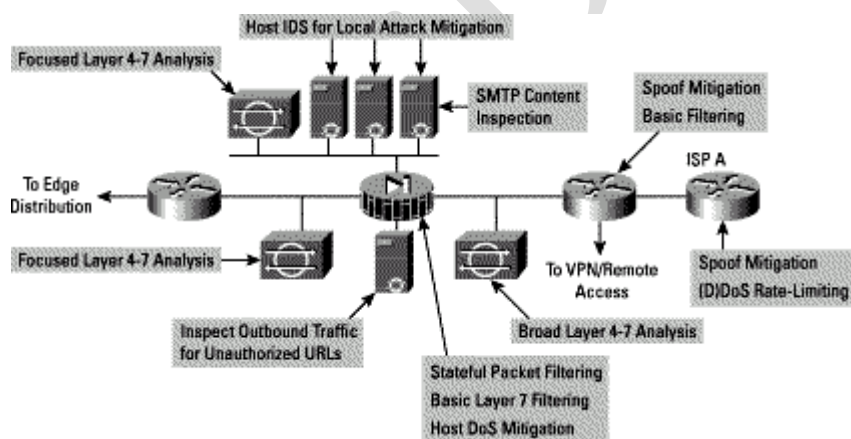 Host IDS for Local Attack Mitigation
Focused Layer 4-7 Analysis
SMTP Content
Inspection
Spoof Mitigation
Basic Filtering
ISP A
To Edge
Distribution
Focused Layer 4-7 Analysis
To VPN/Remote
Access
Spoof Mitigation
(D)DoS Rate-Limiting
Inspect Outbound Traffic
for Unauthorized URLs
Broad Layer 4-7 Analysis
Stateful Packet Filtering
Basic Layer 7 Filtering
Host DoS Mitigation